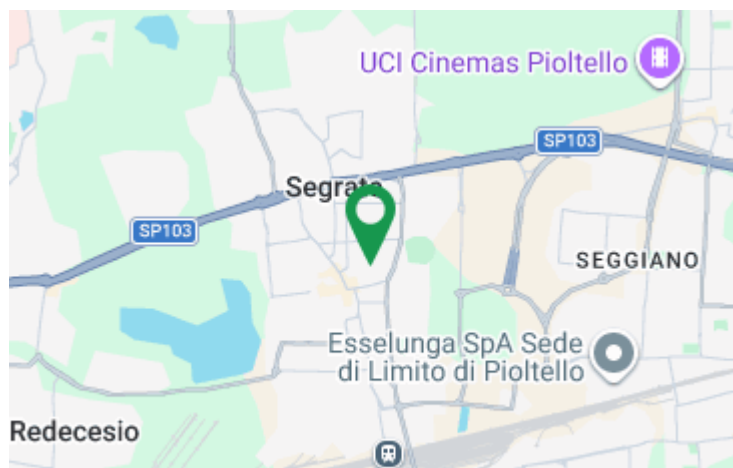 UCI Cinemas Pioltello
SP103
Segrate
SP103
SEGGIANO
Esselunga SpA Sede
di Limito di Pioltello
Redecesio